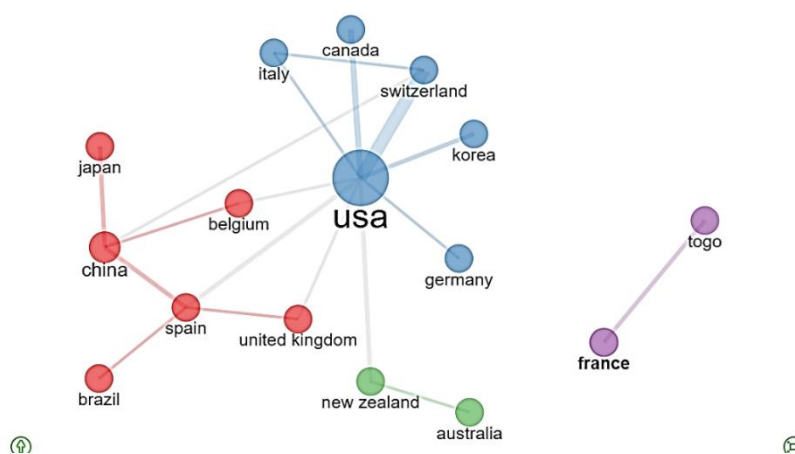 canada
italy
switzerland
japan
korea
usa
belgium
togo
china
germany
spain
united kingdom
france
brazil
new zealand
australia